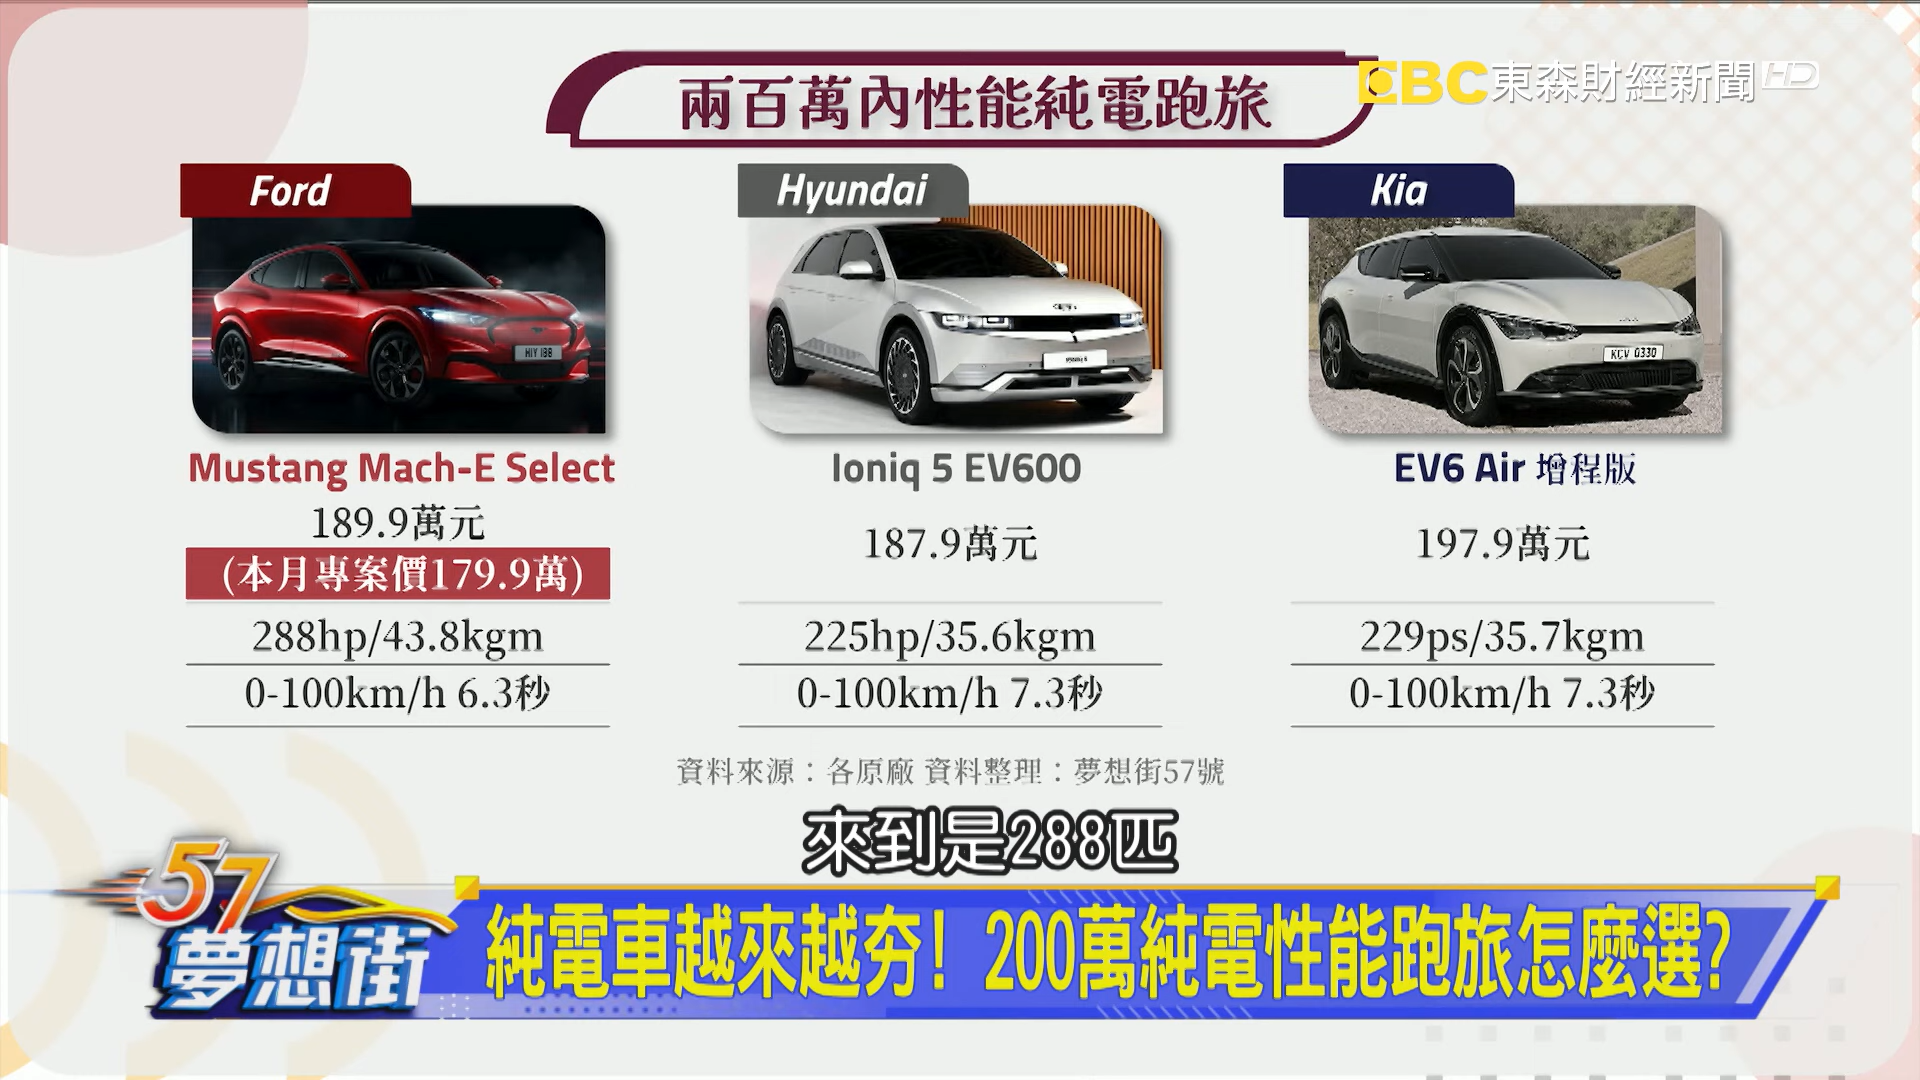 兩百萬內性能純電跑旅
EBC東森財經新聞HD
Ford
Hyundai
Kia
HIY 188
KCV 0330
Mustang Mach-E Select
Ioniq 5 EV600
EV6 Air 增程版
189.9萬元
187.9萬元
197.9萬元
(本月專案價179.9萬)
288hp/43.8kgm
225hp/35.6kgm
229ps/35.7kgm
0-100km/h 6.3秒
0-100km/h 7.3秒
0-100km/h 7.3秒
資料來源：各原廠 資料整理：夢想街57號
來到是288匹
57
夢想街
純電車越來越夯! 200萬純電性能跑旅怎麼選?